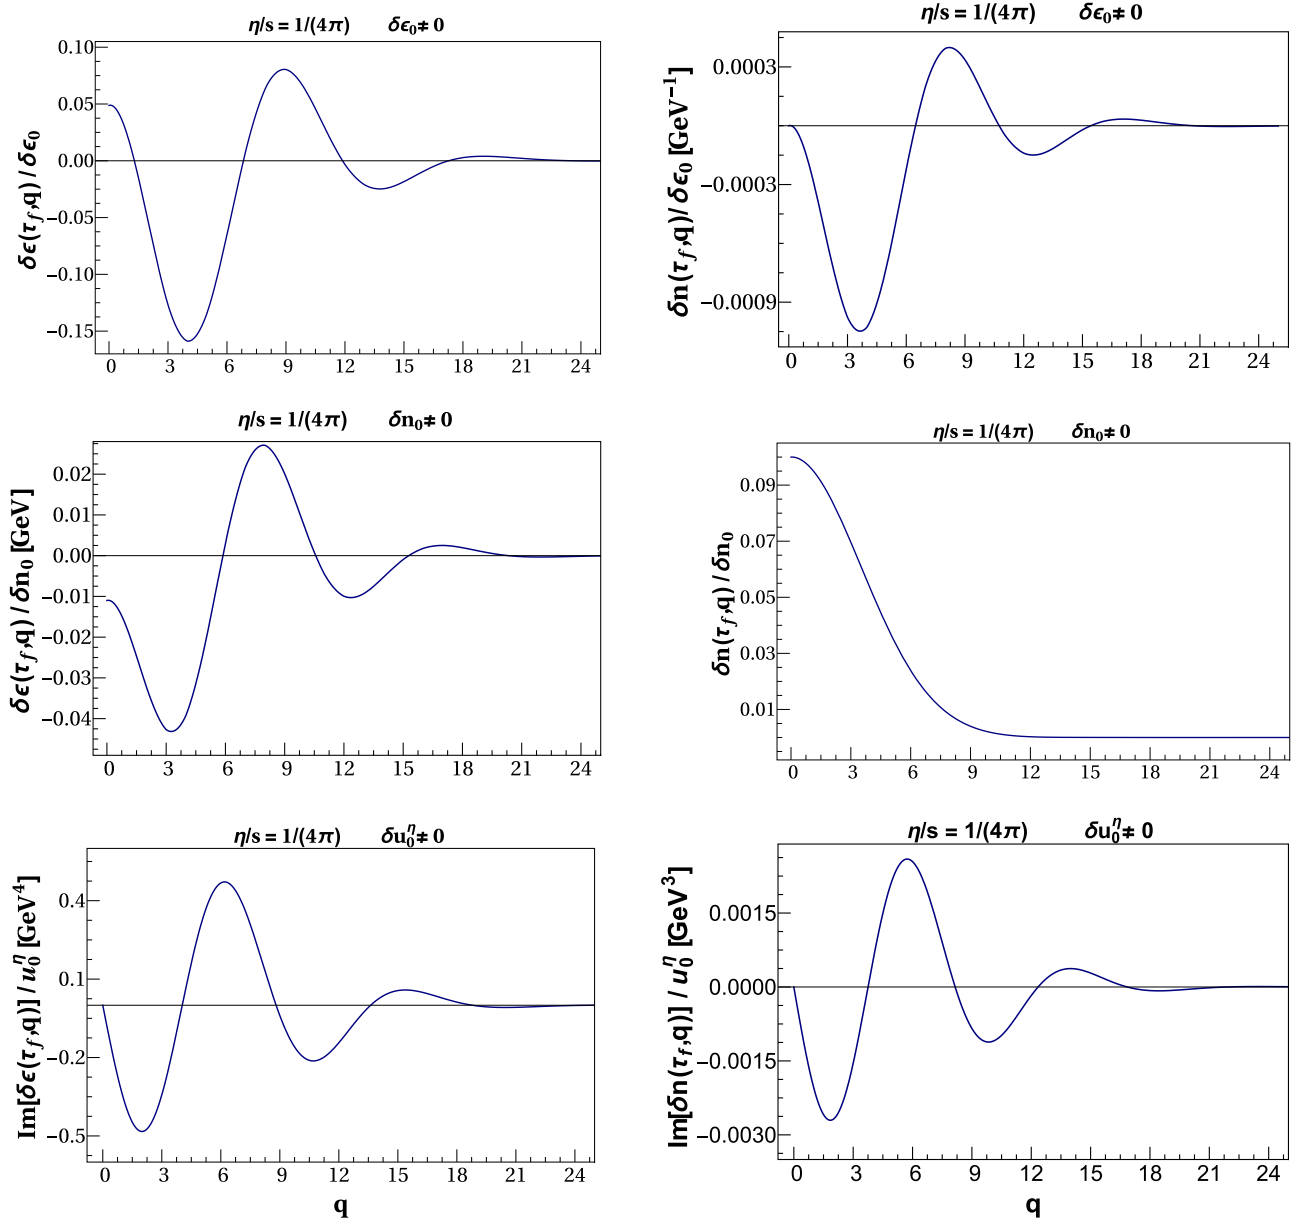 η/s = 1/(4π) δϵ₀≠ 0
δϵ(τ_f,q) / δϵ₀
0.10
0.05
0.00
−0.05
−0.10
−0.15
0 3 6 9 12 15 18 21 24
η/s = 1/(4π) δϵ₀≠ 0
δn(τ_f,q)/ δϵ₀ [GeV⁻¹]
0.0003
−0.0003
−0.0009
0 3 6 9 12 15 18 21 24
η/s = 1/(4π) δn₀≠ 0
δϵ(τ_f,q) / δn₀ [GeV]
0.02
0.01
0.00
−0.01
−0.02
−0.03
−0.04
0 3 6 9 12 15 18 21 24
η/s = 1/(4π) δn₀≠ 0
δn(τ_f,q) / δn₀
0.09
0.07
0.05
0.03
0.01
0 3 6 9 12 15 18 21 24
η/s = 1/(4π) δu₀^η≠ 0
Im[δϵ(τ_f,q)] / u₀^η [GeV⁴]
0.4
0.1
−0.2
−0.5
0 3 6 9 12 15 18 21 24
q
η/s = 1/(4π) δu₀^η≠ 0
Im[δn(τ_f,q)] / u₀^η [GeV³]
0.0015
0.0000
−0.0015
−0.0030
0 3 6 9 12 15 18 21 24
q